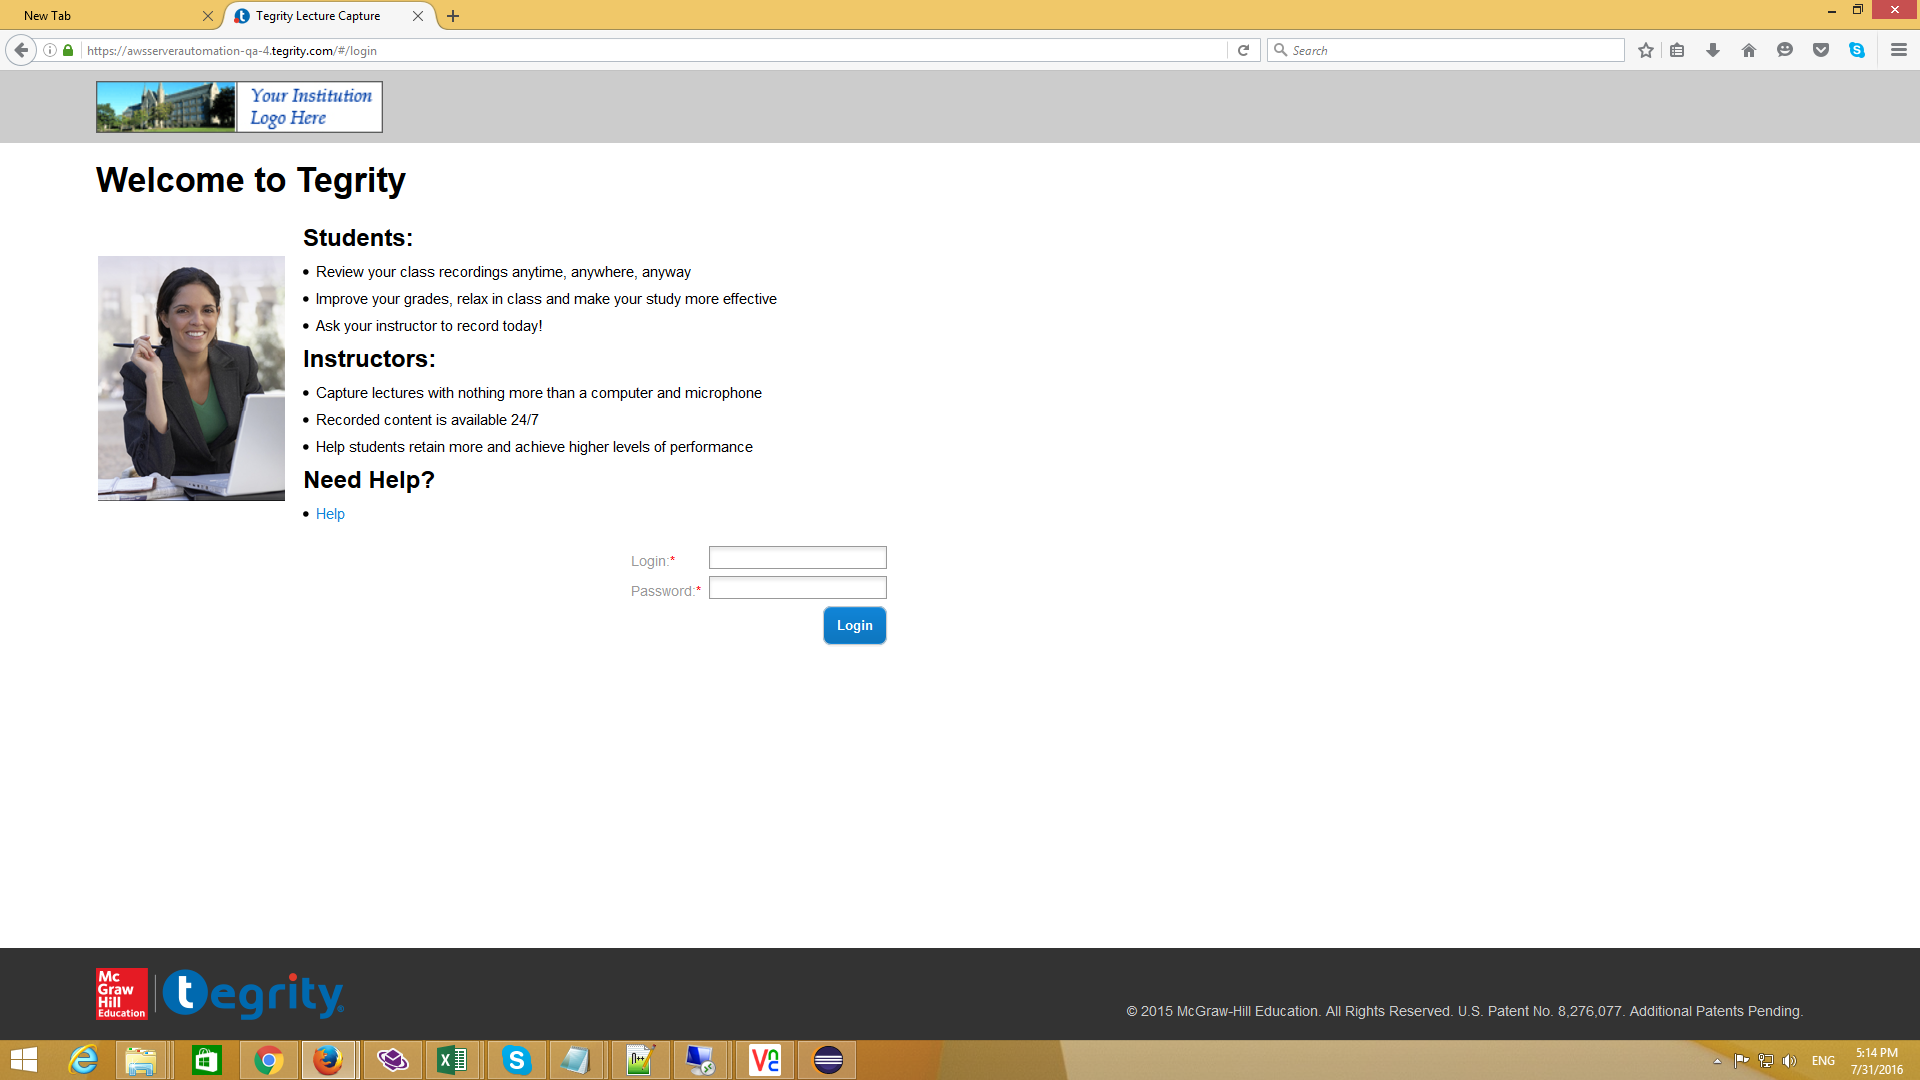 New Tab
Tegrity Lecture Capture
https://awsserverautomation-qa-4.tegrity.com/#/login
Search
Your Institution
Logo Here
Welcome to Tegrity
Students:
• Review your class recordings anytime, anywhere, anyway
• Improve your grades, relax in class and make your study more effective
• Ask your instructor to record today!
Instructors:
• Capture lectures with nothing more than a computer and microphone
• Recorded content is available 24/7
• Help students retain more and achieve higher levels of performance
Need Help?
• Help
Login:*
Password:*
Login
Mc
Graw
Hill
Education
tegrity
© 2015 McGraw-Hill Education. All Rights Reserved. U.S. Patent No. 8,276,077. Additional Patents Pending.
ENG
5:14 PM
7/31/2016